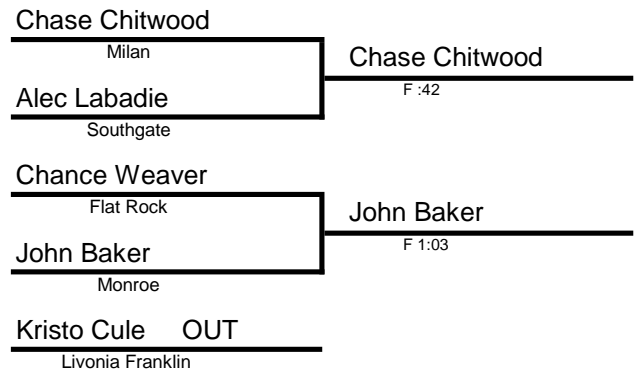 Chase Chitwood
Milan
Chase Chitwood
F :42
Alec Labadie
Southgate
Chance Weaver
Flat Rock
John Baker
F 1:03
John Baker
Monroe
Kristo Cule OUT
Livonia Franklin